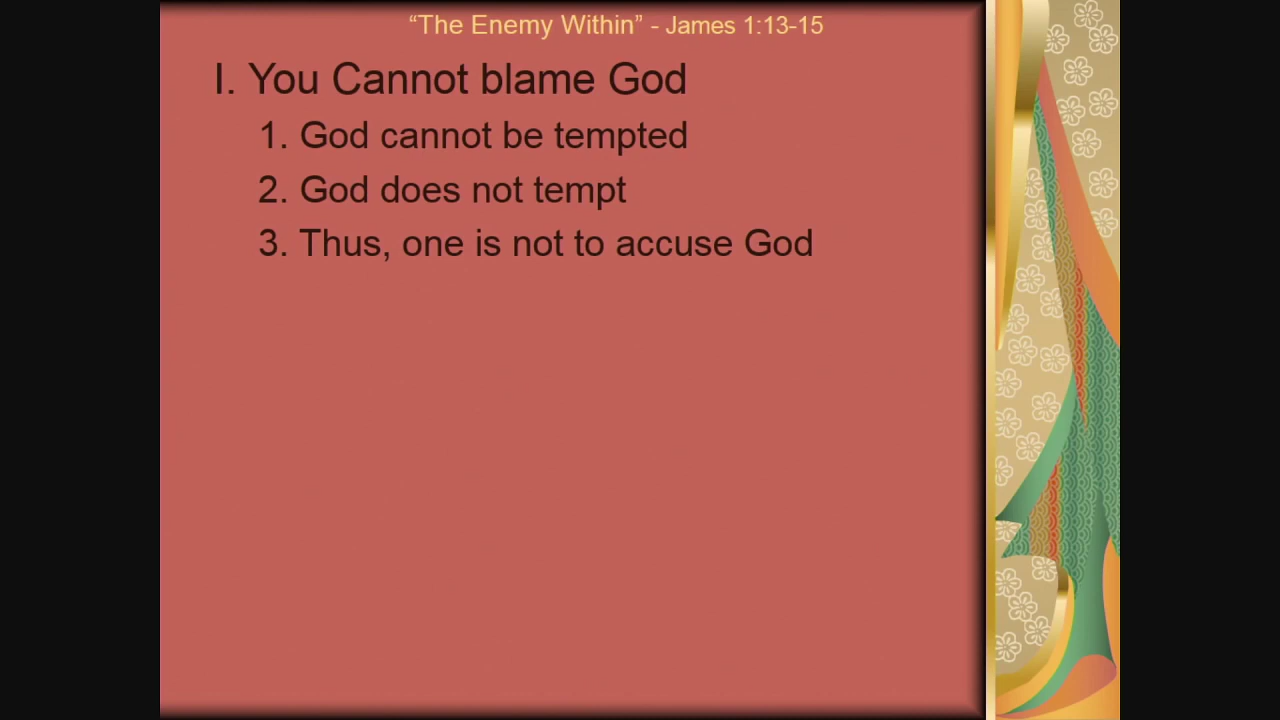 “The Enemy Within” - James 1:13-15
I. You Cannot blame God
1. God cannot be tempted
2. God does not tempt
3. Thus, one is not to accuse God